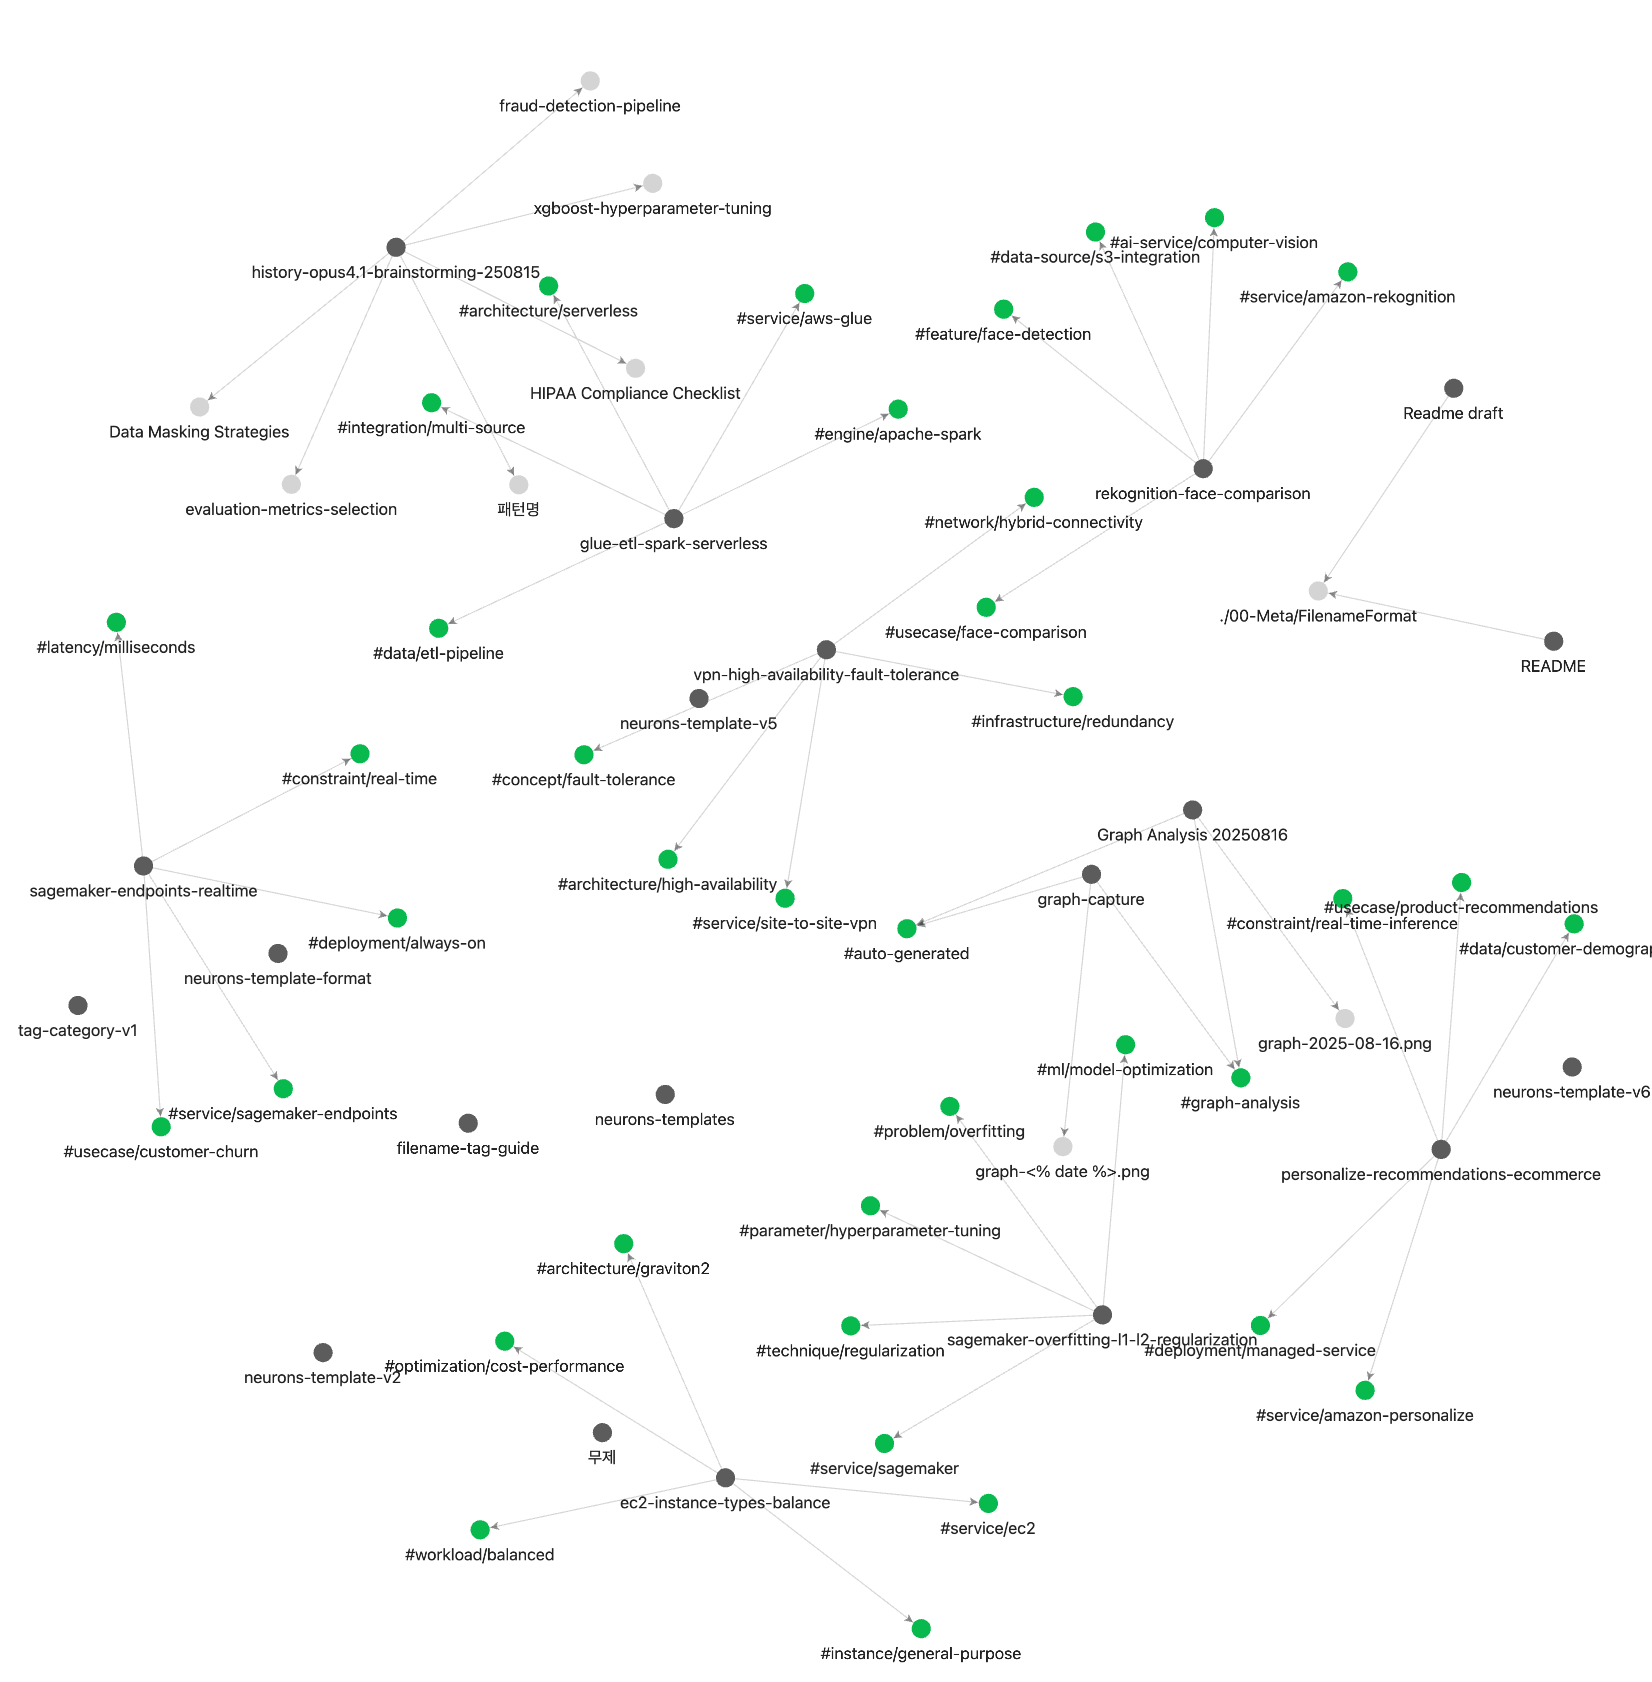 fraud-detection-pipeline
xgboost-hyperparameter-tuning
#ai-service/computer-vision
#data-source/s3-integration
history-opus4.1-brainstorming-250815
#service/amazon-rekognition
#architecture/serverless
#service/aws-glue
#feature/face-detection
HIPAA Compliance Checklist
Readme draft
#integration/multi-source
Data Masking Strategies
#engine/apache-spark
rekognition-face-comparison
evaluation-metrics-selection
패턴명
#network/hybrid-connectivity
glue-etl-spark-serverless
./00-Meta/FilenameFormat
#usecase/face-comparison
#latency/milliseconds
#data/etl-pipeline
README
vpn-high-availability-fault-tolerance
neurons-template-v5
#infrastructure/redundancy
#constraint/real-time
#concept/fault-tolerance
Graph Analysis 20250816
#architecture/high-availability
sagemaker-endpoints-realtime
graph-capture
#usecase/product-recommendations
#service/site-to-site-vpn
#constraint/real-time-inference
#deployment/always-on
#auto-generated
#data/customer-demograp
neurons-template-format
tag-category-v1
graph-2025-08-16.png
#ml/model-optimization
neurons-template-v6
#graph-analysis
#service/sagemaker-endpoints
neurons-templates
#problem/overfitting
filename-tag-guide
#usecase/customer-churn
graph-<% date %>.png
personalize-recommendations-ecommerce
#parameter/hyperparameter-tuning
#architecture/graviton2
sagemaker-overfitting-l1-l2-regularization
#technique/regularization
#deployment/managed-service
#optimization/cost-performance
neurons-template-v2
#service/amazon-personalize
무제
#service/sagemaker
ec2-instance-types-balance
#service/ec2
#workload/balanced
#instance/general-purpose